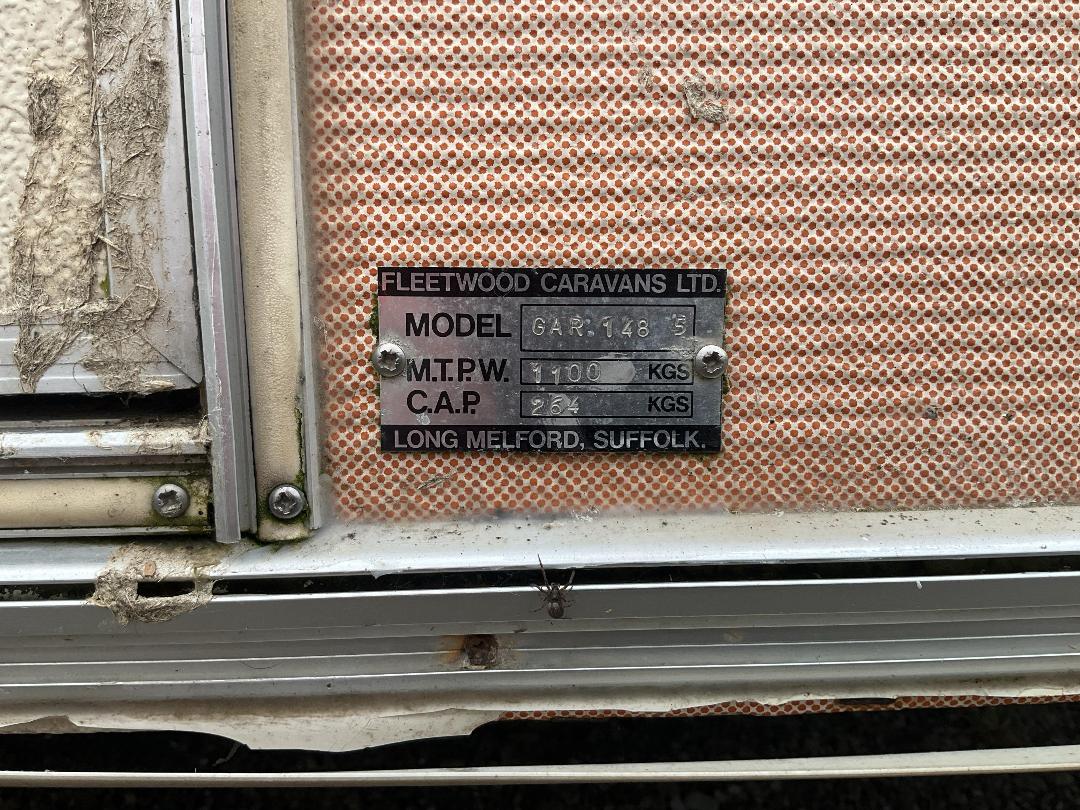 FLEETWOOD CARAVANS LTD.
MODEL GAR 148 5
M.T.P.W. 1100 KGS
C.A.P. 264 KGS
LONG MELFORD, SUFFOLK.